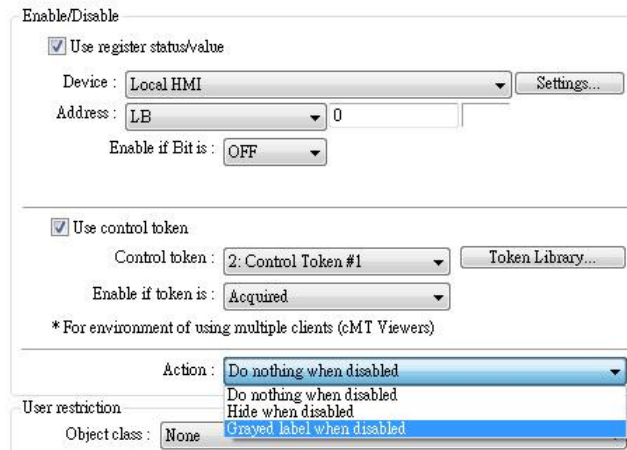 Enable/Disable
Use register status/value
Device : Local HMI Settings...
Address : LB 0
Enable if Bit is : OFF
Use control token
Control token : 2: Control Token #1 Token Library...
Enable if token is : Acquired
* For environment of using multiple clients (cMT Viewers)
Action : Do nothing when disabled
Do nothing when disabled
Hide when disabled
User restriction
Grayed label when disabled
Object class : None